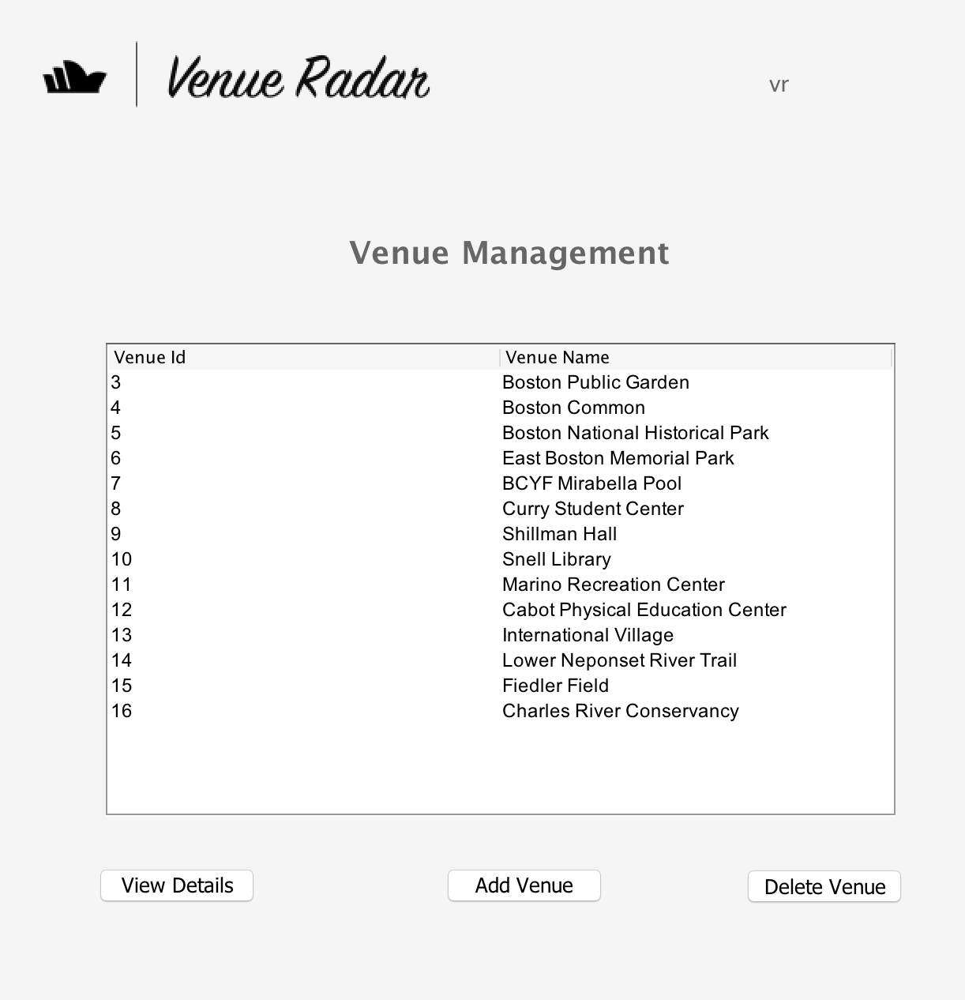 Venue Radar
vr
Venue Management
Venue Id Venue Name
3 Boston Public Garden
4 Boston Common
5 Boston National Historical Park
6 East Boston Memorial Park
7 BCYF Mirabella Pool
8 Curry Student Center
9 Shillman Hall
10 Snell Library
11 Marino Recreation Center
12 Cabot Physical Education Center
13 International Village
14 Lower Neponset River Trail
15 Fiedler Field
16 Charles River Conservancy
View Details Add Venue Delete Venue